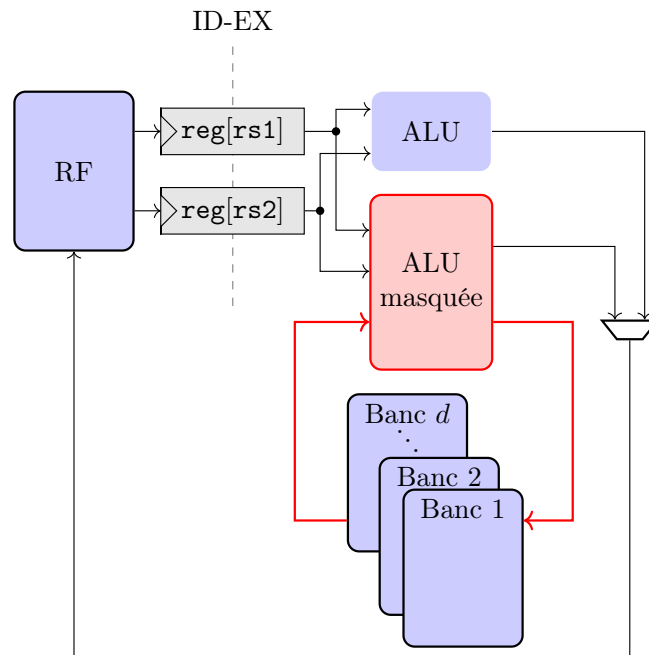 ID-EX
RF
reg[rs1]
reg[rs2]
ALU
ALU
masquée
Banc d
Banc 2
Banc 1